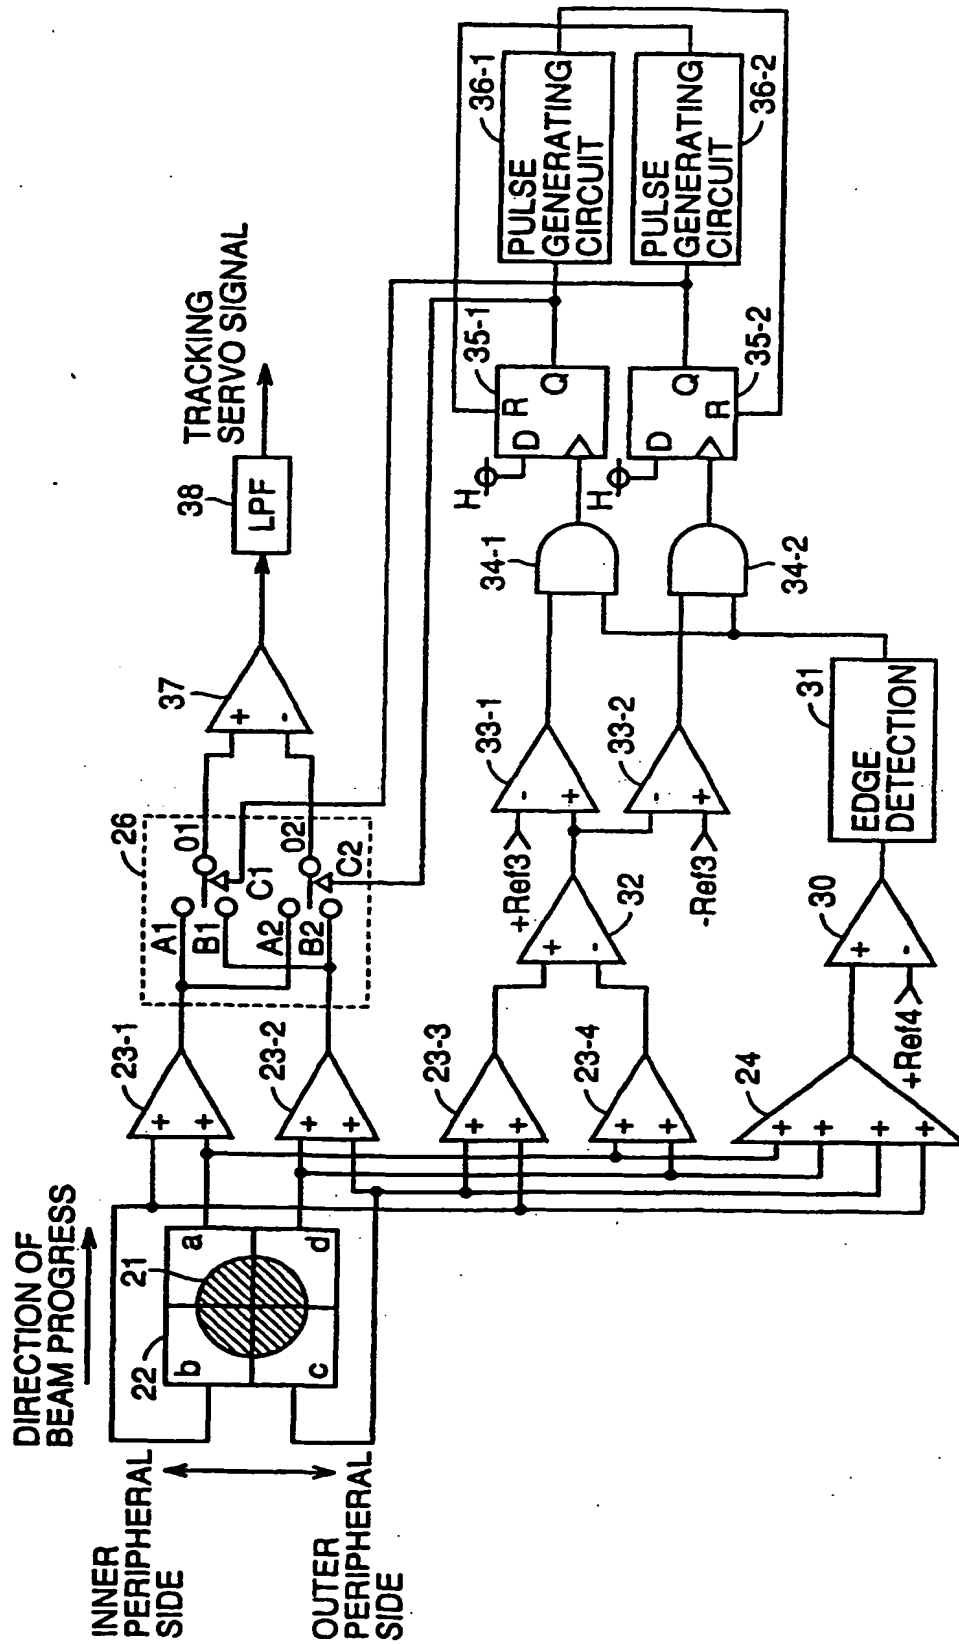 DIRECTION OF
BEAM PROGRESS
INNER
PERIPHERAL
SIDE
OUTER
PERIPHERAL
SIDE
22
21
b
a
c
d
23-1
+
+
23-2
+
+
23-3
+
+
23-4
+
+
24
+
+
+
+
26
A1
B1
A2
B2
01
C1
02
C2
37
+
-
38
LPF
TRACKING
SERVO SIGNAL
32
+
-
+Ref3
33-1
-
+
33-2
-
+
-Ref3
30
+
-
+Ref4
31
EDGE
DETECTION
34-1
34-2
H
D
R
Q
35-1
H
D
R
Q
35-2
36-1
PULSE
GENERATING
CIRCUIT
PULSE
GENERATING
CIRCUIT
36-2